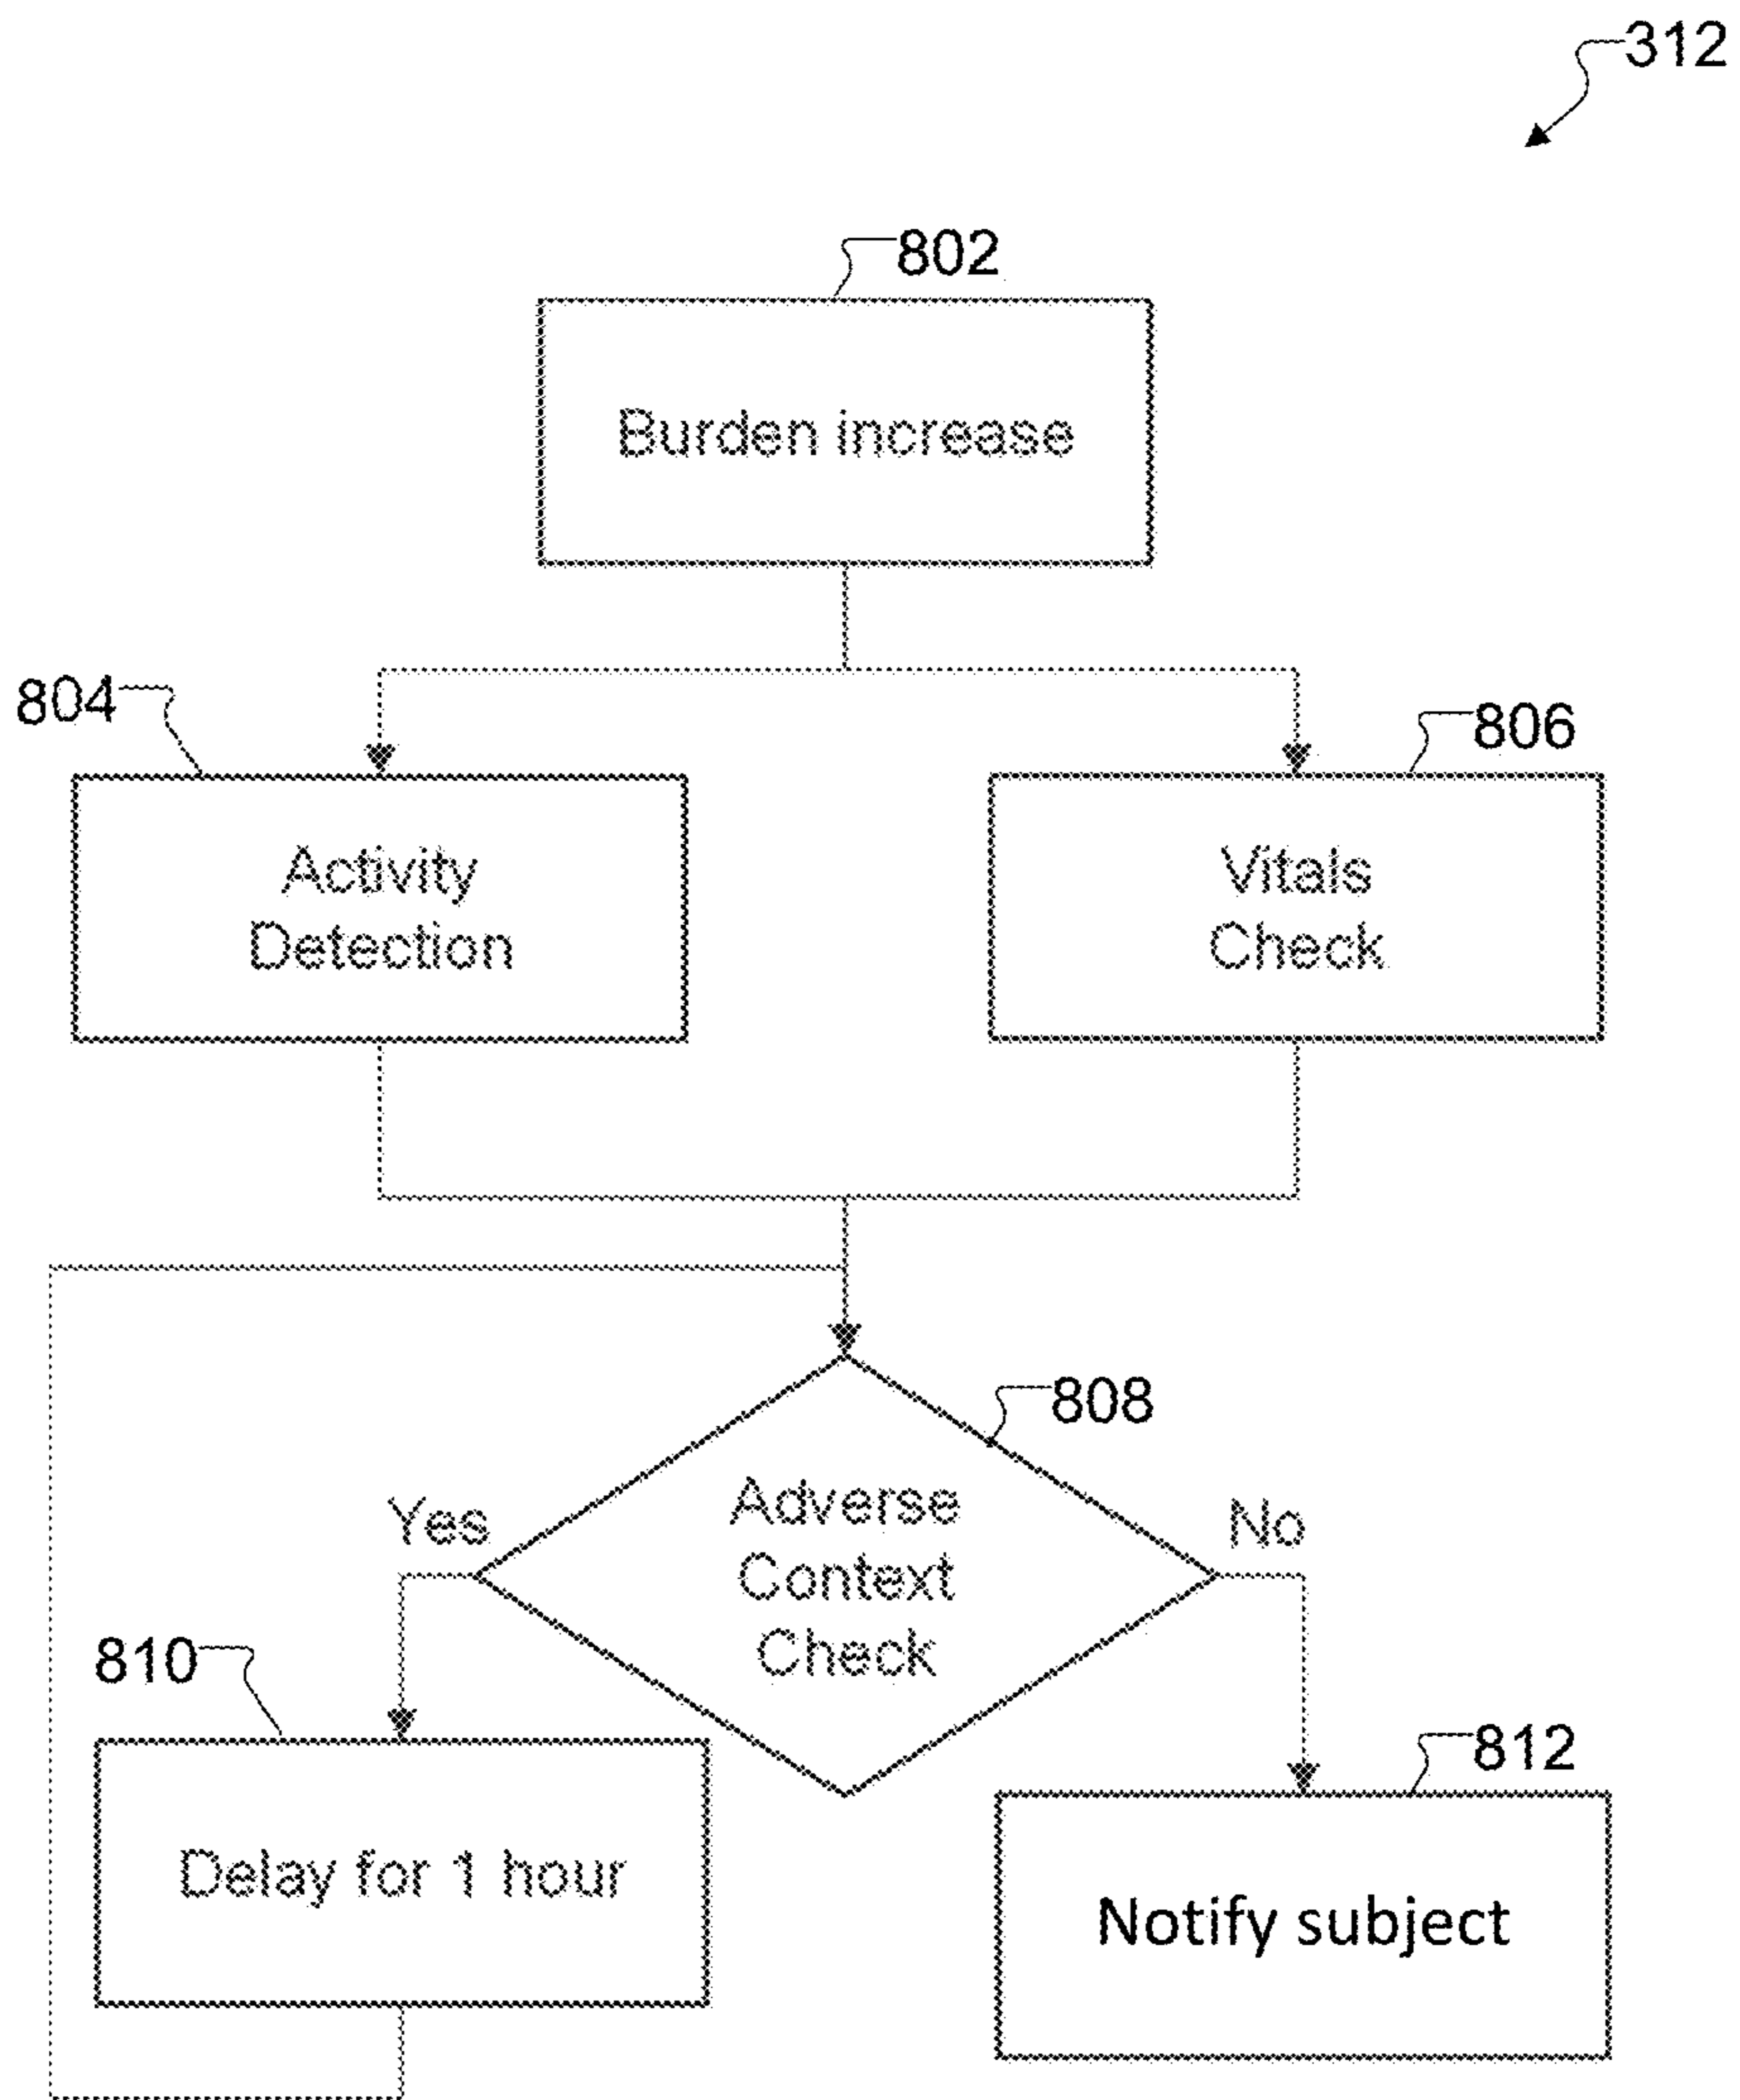 312
802
Burden increase
804
806
Activity
Detection
Vitals
Check
808
Yes
Adverse
Context
Check
No
810
812
Delay for 1 hour
Notify subject